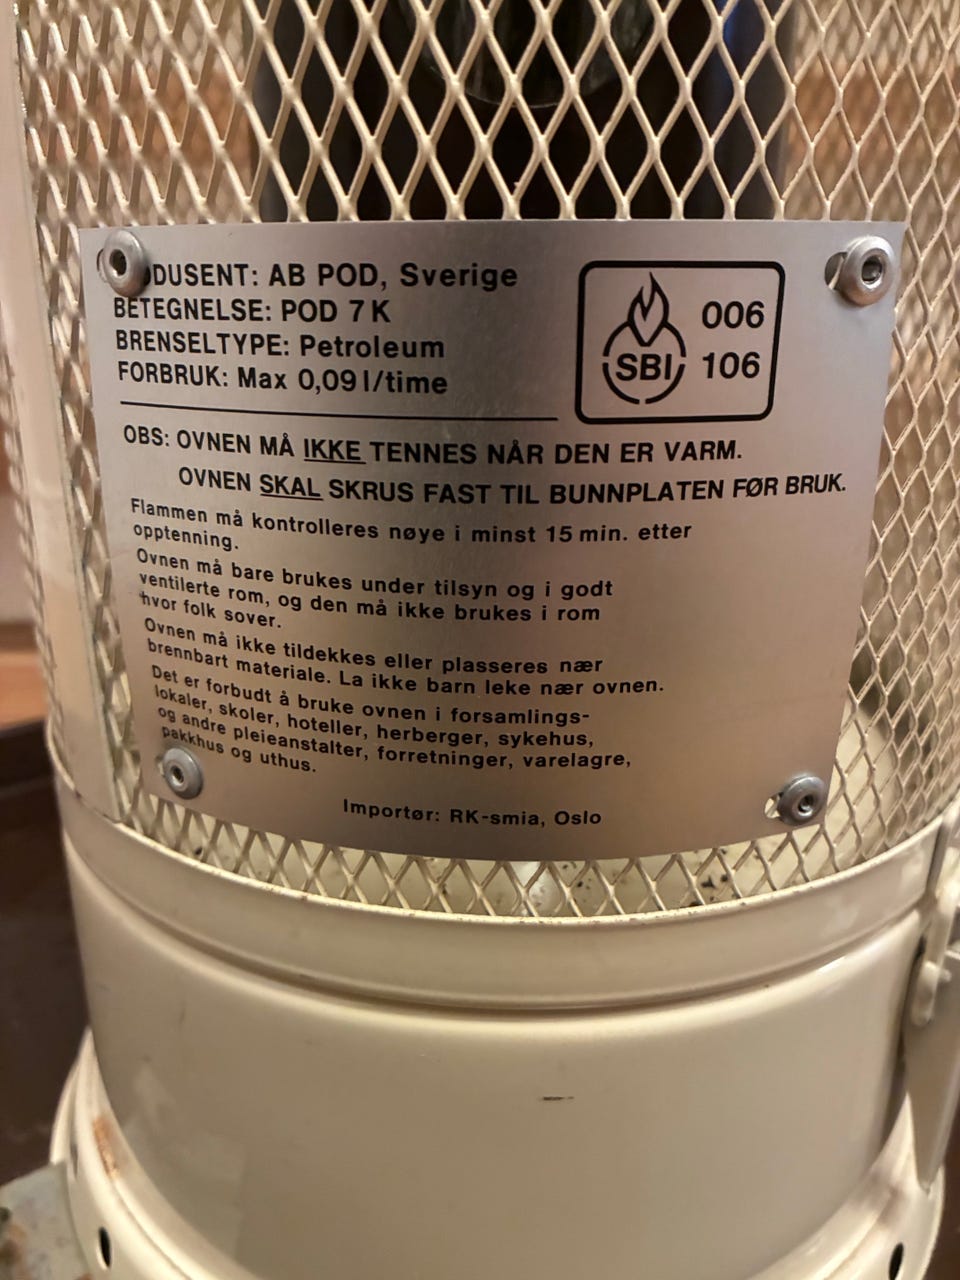 DUSENT: AB POD, Sverige
BETEGNELSE: POD 7 K
BRENSELTYPE: Petroleum
FORBRUK: Max 0,09 l/time
SBI
006
106
OBS: OVNEN MÅ IKKE TENNES NÅR DEN ER VARM.
OVNEN SKAL SKRUS FAST TIL BUNNPLATEN FØR BRUK.
Flammen må kontrolleres nøye i minst 15 min. etter
opptenning.
Ovnen må bare brukes under tilsyn og i godt
ventilerte rom, og den må ikke brukes i rom
hvor folk sover.
Ovnen må ikke tildekkes eller plasseres nær
brennbart materiale. La ikke barn leke nær ovnen.
Det er forbudt å bruke ovnen i forsamlings-
lokaler, skoler, hoteller, herberger, sykehus,
og andre pleieanstalter, forretninger, varelagre,
pakkhus og uthus.
Importør: RK-smia, Oslo